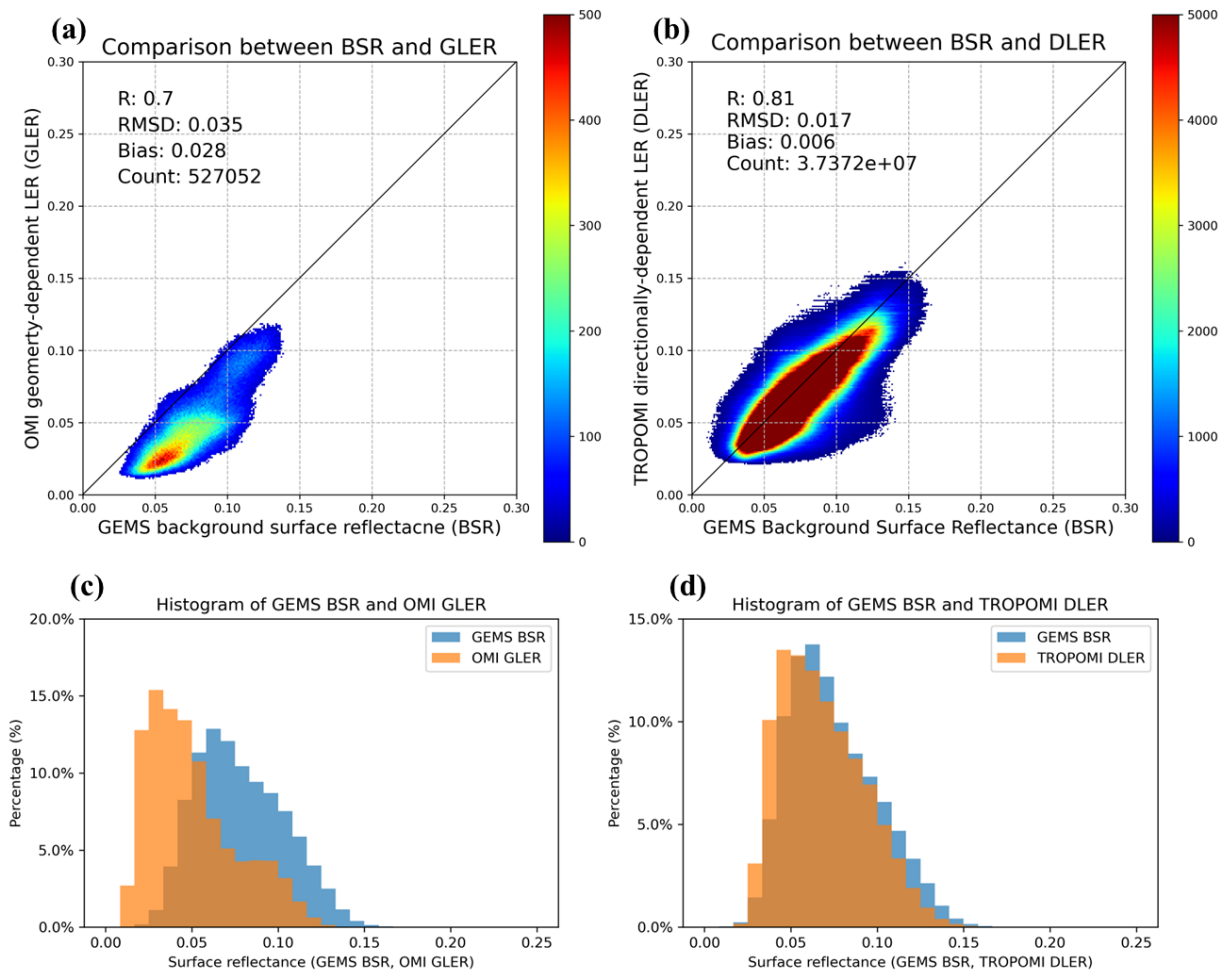 (a)
Comparison between BSR and GLER
R: 0.7
RMSD: 0.035
Bias: 0.028
Count: 527052
OMI geomerty-dependent LER (GLER)
0.30
0.25
0.20
0.15
0.10
0.05
0.00
0.00 0.05 0.10 0.15 0.20 0.25 0.30
GEMS background surface reflectacne (BSR)
500
400
300
200
100
0
(b)
Comparison between BSR and DLER
R: 0.81
RMSD: 0.017
Bias: 0.006
Count: 3.7372e+07
TROPOMI directionally-dependent LER (DLER)
0.30
0.25
0.20
0.15
0.10
0.05
0.00
0.00 0.05 0.10 0.15 0.20 0.25 0.30
GEMS Background Surface Reflectance (BSR)
5000
4000
3000
2000
1000
0
(c)
Histogram of GEMS BSR and OMI GLER
GEMS BSR
OMI GLER
Percentage (%)
20.0%
15.0%
10.0%
5.0%
0.0%
0.00 0.05 0.10 0.15 0.20 0.25
Surface reflectance (GEMS BSR, OMI GLER)
(d)
Histogram of GEMS BSR and TROPOMI DLER
GEMS BSR
TROPOMI DLER
Percentage (%)
15.0%
10.0%
5.0%
0.0%
0.00 0.05 0.10 0.15 0.20 0.25
Surface reflectance (GEMS BSR, TROPOMI DLER)